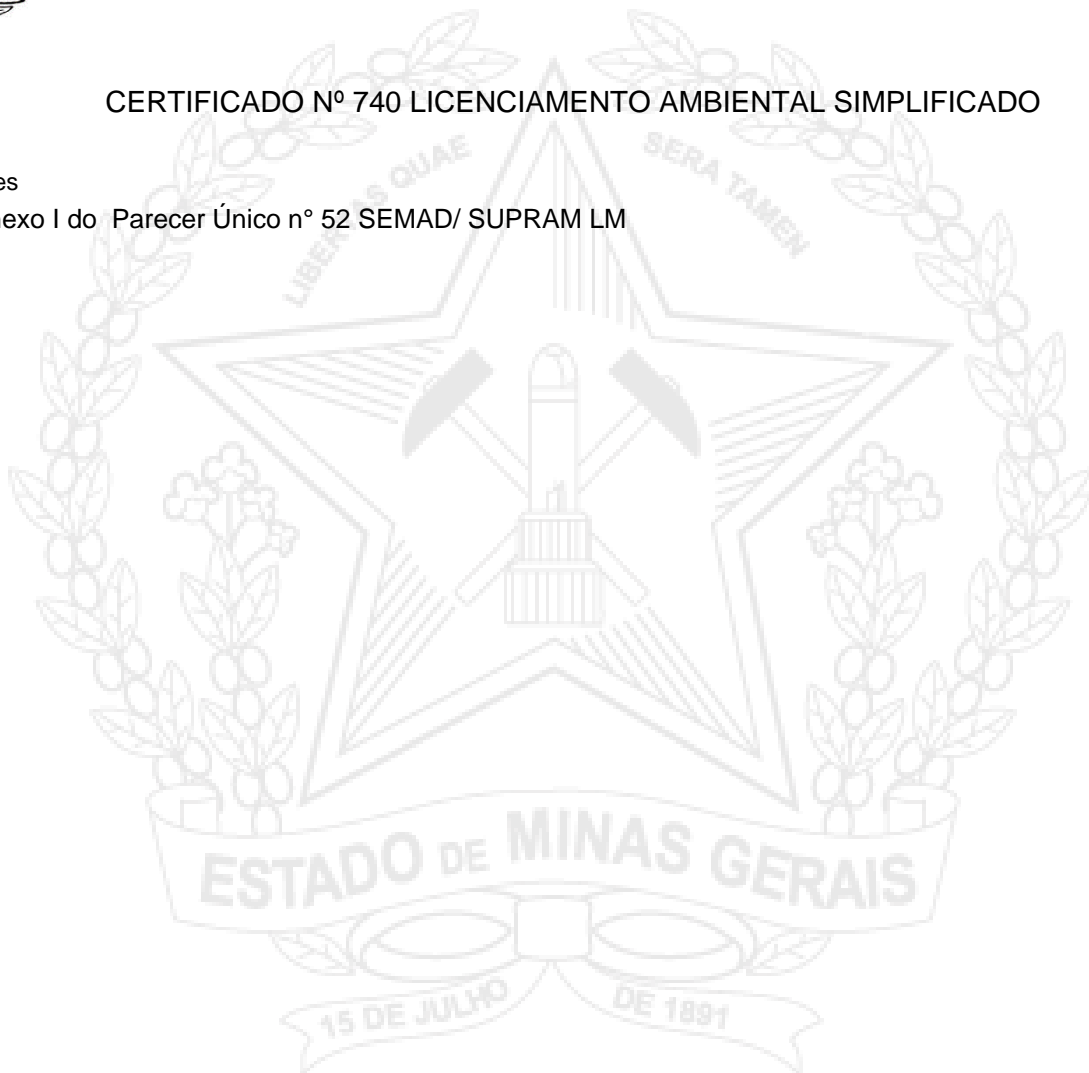 CERTIFICADO Nº 740 LICENCIAMENTO AMBIENTAL SIMPLIFICADO
es
exo I do Parecer Único n° 52 SEMAD/ SUPRAM LM
LIBERTAS QUAE SERA TAMEN
ESTADO DE MINAS GERAIS
15 DE JULHO DE 1891